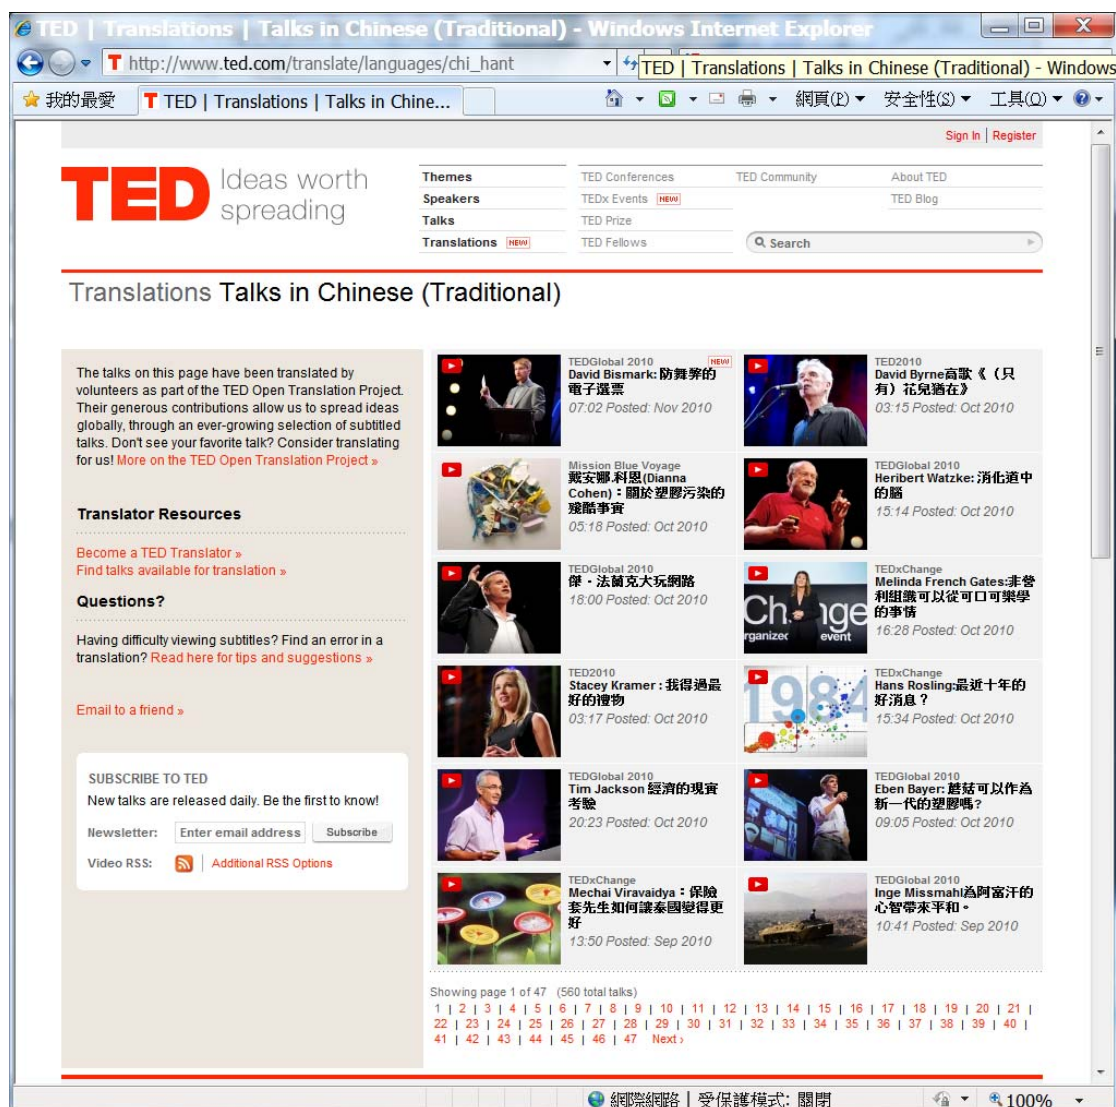 TED | Translations | Talks in Chinese (Traditional) - Windows Internet Explorer
http://www.ted.com/translate/languages/chi_hant
TED | Translations | Talks in Chinese (Traditional) - Windows
我的最愛
TED | Translations | Talks in Chine...
網頁(P)
安全性(S)
工具(O)
Sign In | Register
TED Ideas worth
spreading
Themes
Speakers
Talks
Translations NEW
TED Conferences
TEDx Events NEW
TED Prize
TED Fellows
TED Community
About TED
TED Blog
Search
Translations Talks in Chinese (Traditional)
The talks on this page have been translated by
volunteers as part of the TED Open Translation Project.
Their generous contributions allow us to spread ideas
globally, through an ever-growing selection of subtitled
talks. Don't see your favorite talk? Consider translating
for us! More on the TED Open Translation Project »
Translator Resources
Become a TED Translator »
Find talks available for translation »
Questions?
Having difficulty viewing subtitles? Find an error in a
translation? Read here for tips and suggestions »
Email to a friend »
SUBSCRIBE TO TED
New talks are released daily. Be the first to know!
Newsletter: Enter email address Subscribe
Video RSS: Additional RSS Options
TEDGlobal 2010 NEW
David Bismark: 防舞弊的
電子選票
07:02 Posted: Nov 2010
TED2010
David Byrne高歌《（只
有）花兒猶在》
03:15 Posted: Oct 2010
Mission Blue Voyage
戴安娜.科恩(Dianna
Cohen)：關於塑膠污染的
殘酷事實
05:18 Posted: Oct 2010
TEDGlobal 2010
Heribert Watzke: 消化道中
的腦
15:14 Posted: Oct 2010
TEDGlobal 2010
傑·法蘭克大玩網路
18:00 Posted: Oct 2010
Change
organized event
TEDxChange
Melinda French Gates:非營
利組織可以從可口可樂學
的事情
16:28 Posted: Oct 2010
TED2010
Stacey Kramer : 我得過最
好的禮物
03:17 Posted: Oct 2010
1984
TEDxChange
Hans Rosling:最近十年的
好消息？
15:34 Posted: Oct 2010
TEDGlobal 2010
Tim Jackson 經濟的現實
考驗
20:23 Posted: Oct 2010
TEDGlobal 2010
Eben Bayer: 蘑菇可以作為
新一代的塑膠嗎?
09:05 Posted: Oct 2010
TEDxChange
Mechai Viravaidya：保險
套先生如何讓泰國變得更
好
13:50 Posted: Sep 2010
TEDGlobal 2010
Inge Missmahl為阿富汗的
心智帶來平和。
10:41 Posted: Sep 2010
Showing page 1 of 47 (560 total talks)
1 | 2 | 3 | 4 | 5 | 6 | 7 | 8 | 9 | 10 | 11 | 12 | 13 | 14 | 15 | 16 | 17 | 18 | 19 | 20 | 21 |
22 | 23 | 24 | 25 | 26 | 27 | 28 | 29 | 30 | 31 | 32 | 33 | 34 | 35 | 36 | 37 | 38 | 39 | 40 |
41 | 42 | 43 | 44 | 45 | 46 | 47 Next ›
網際網路 | 受保護模式: 關閉
100%